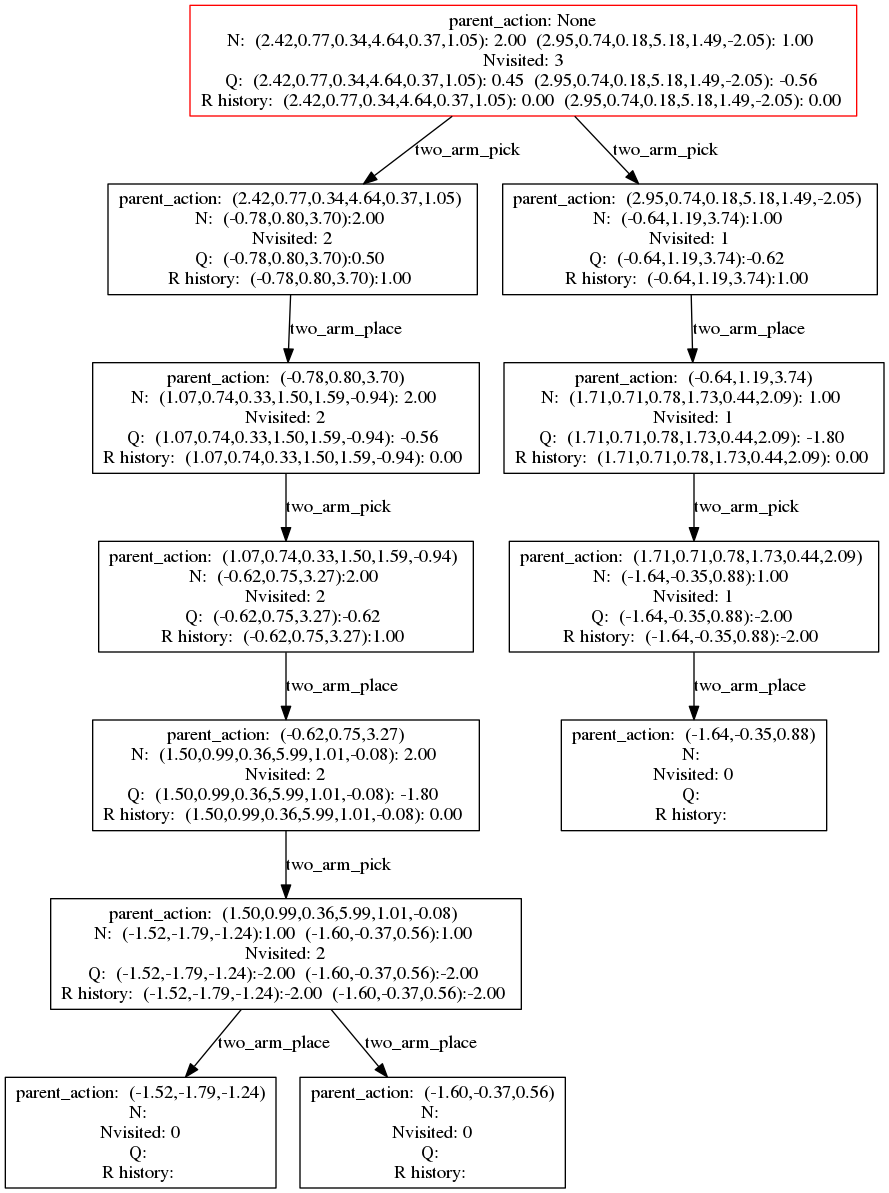 parent_action: None
N: (2.42,0.77,0.34,4.64,0.37,1.05): 2.00 (2.95,0.74,0.18,5.18,1.49,-2.05): 1.00
Nvisited: 3
Q: (2.42,0.77,0.34,4.64,0.37,1.05): 0.45 (2.95,0.74,0.18,5.18,1.49,-2.05): -0.56
R history: (2.42,0.77,0.34,4.64,0.37,1.05): 0.00 (2.95,0.74,0.18,5.18,1.49,-2.05): 0.00
two_arm_pick
two_arm_pick
parent_action: (2.42,0.77,0.34,4.64,0.37,1.05)
N: (-0.78,0.80,3.70):2.00
Nvisited: 2
Q: (-0.78,0.80,3.70):0.50
R history: (-0.78,0.80,3.70):1.00
parent_action: (2.95,0.74,0.18,5.18,1.49,-2.05)
N: (-0.64,1.19,3.74):1.00
Nvisited: 1
Q: (-0.64,1.19,3.74):-0.62
R history: (-0.64,1.19,3.74):1.00
two_arm_place
two_arm_place
parent_action: (-0.78,0.80,3.70)
N: (1.07,0.74,0.33,1.50,1.59,-0.94): 2.00
Nvisited: 2
Q: (1.07,0.74,0.33,1.50,1.59,-0.94): -0.56
R history: (1.07,0.74,0.33,1.50,1.59,-0.94): 0.00
parent_action: (-0.64,1.19,3.74)
N: (1.71,0.71,0.78,1.73,0.44,2.09): 1.00
Nvisited: 1
Q: (1.71,0.71,0.78,1.73,0.44,2.09): -1.80
R history: (1.71,0.71,0.78,1.73,0.44,2.09): 0.00
two_arm_pick
two_arm_pick
parent_action: (1.07,0.74,0.33,1.50,1.59,-0.94)
N: (-0.62,0.75,3.27):2.00
Nvisited: 2
Q: (-0.62,0.75,3.27):-0.62
R history: (-0.62,0.75,3.27):1.00
parent_action: (1.71,0.71,0.78,1.73,0.44,2.09)
N: (-1.64,-0.35,0.88):1.00
Nvisited: 1
Q: (-1.64,-0.35,0.88):-2.00
R history: (-1.64,-0.35,0.88):-2.00
two_arm_place
two_arm_place
parent_action: (-0.62,0.75,3.27)
N: (1.50,0.99,0.36,5.99,1.01,-0.08): 2.00
Nvisited: 2
Q: (1.50,0.99,0.36,5.99,1.01,-0.08): -1.80
R history: (1.50,0.99,0.36,5.99,1.01,-0.08): 0.00
parent_action: (-1.64,-0.35,0.88)
N:
Nvisited: 0
Q:
R history:
two_arm_pick
parent_action: (1.50,0.99,0.36,5.99,1.01,-0.08)
N: (-1.52,-1.79,-1.24):1.00 (-1.60,-0.37,0.56):1.00
Nvisited: 2
Q: (-1.52,-1.79,-1.24):-2.00 (-1.60,-0.37,0.56):-2.00
R history: (-1.52,-1.79,-1.24):-2.00 (-1.60,-0.37,0.56):-2.00
two_arm_place
two_arm_place
parent_action: (-1.52,-1.79,-1.24)
N:
Nvisited: 0
Q:
R history:
parent_action: (-1.60,-0.37,0.56)
N:
Nvisited: 0
Q:
R history: